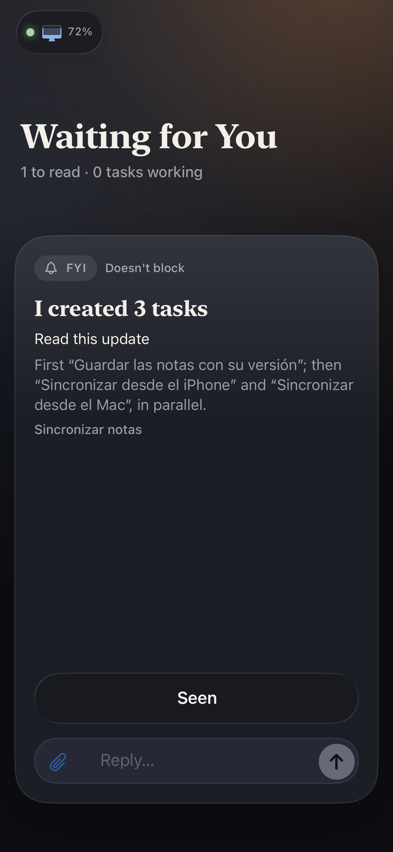 72%
Waiting for You
1 to read · 0 tasks working
FYI Doesn't block
I created 3 tasks
Read this update
First “Guardar las notas con su versión”; then
“Sincronizar desde el iPhone” and “Sincronizar
desde el Mac”, in parallel.
Sincronizar notas
Seen
Reply...